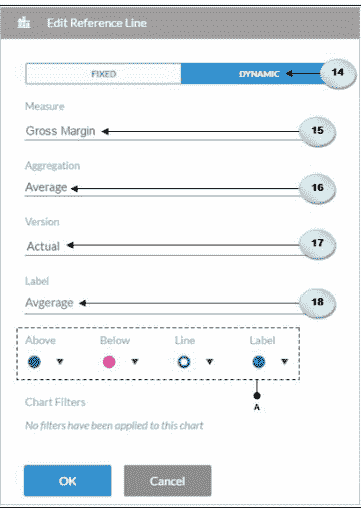 Edit Reference Line
FIXED DYNAMIC 14
Measure
Gross Margin 15
Aggregation
Average 16
Version
Actual 17
Label
Avgerage 18
Above Below Line Label
A
Chart Filters
No filters have been applied to this chart
OK Cancel